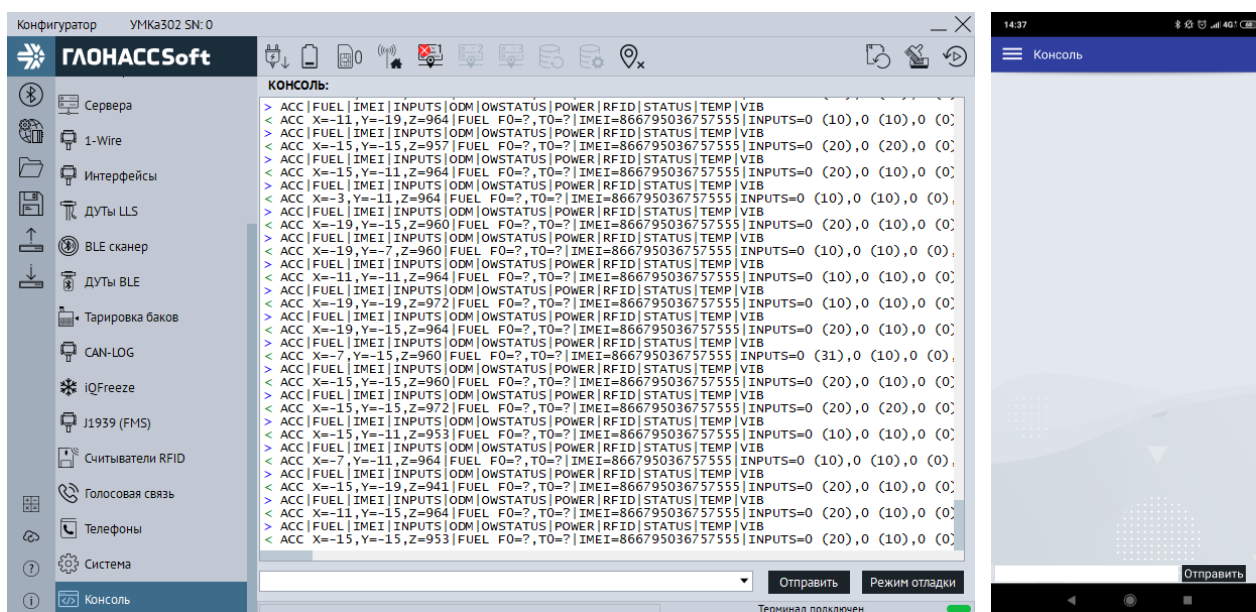 Конфигуратор УМКа302 SN: 0
ГЛОНАССSoft
0
1
2
3
КОНСОЛЬ:
Сервера
1-Wire
Интерфейсы
ДУТы LLS
BLE сканер
ДУТы BLE
Тарировка баков
CAN-LOG
iQFreeze
J1939 (FMS)
Считыватели RFID
Голосовая связь
Телефоны
Система
Консоль
> ACC|FUEL|IMEI|INPUTS|ODM|OWSTATUS|POWER|RFID|STATUS|TEMP|VIB
< ACC X=-11,Y=-19,Z=964|FUEL F0=?,T0=?|IMEI=866795036757555|INPUTS=0 (10),0 (10),0 (0)
> ACC|FUEL|IMEI|INPUTS|ODM|OWSTATUS|POWER|RFID|STATUS|TEMP|VIB
< ACC X=-15,Y=-15,Z=957|FUEL F0=?,T0=?|IMEI=866795036757555|INPUTS=0 (20),0 (20),0 (0)
> ACC|FUEL|IMEI|INPUTS|ODM|OWSTATUS|POWER|RFID|STATUS|TEMP|VIB
< ACC X=-15,Y=-11,Z=964|FUEL F0=?,T0=?|IMEI=866795036757555|INPUTS=0 (20),0 (10),0 (0)
> ACC|FUEL|IMEI|INPUTS|ODM|OWSTATUS|POWER|RFID|STATUS|TEMP|VIB
< ACC X=-3,Y=-11,Z=964|FUEL F0=?,T0=?|IMEI=866795036757555|INPUTS=0 (10),0 (10),0 (0),
> ACC|FUEL|IMEI|INPUTS|ODM|OWSTATUS|POWER|RFID|STATUS|TEMP|VIB
< ACC X=-19,Y=-15,Z=960|FUEL F0=?,T0=?|IMEI=866795036757555|INPUTS=0 (20),0 (10),0 (0)
> ACC|FUEL|IMEI|INPUTS|ODM|OWSTATUS|POWER|RFID|STATUS|TEMP|VIB
< ACC X=-19,Y=-7,Z=960|FUEL F0=?,T0=?|IMEI=866795036757555|INPUTS=0 (10),0 (10),0 (0),
> ACC|FUEL|IMEI|INPUTS|ODM|OWSTATUS|POWER|RFID|STATUS|TEMP|VIB
< ACC X=-11,Y=-11,Z=964|FUEL F0=?,T0=?|IMEI=866795036757555|INPUTS=0 (10),0 (10),0 (0)
> ACC|FUEL|IMEI|INPUTS|ODM|OWSTATUS|POWER|RFID|STATUS|TEMP|VIB
< ACC X=-19,Y=-19,Z=972|FUEL F0=?,T0=?|IMEI=866795036757555|INPUTS=0 (10),0 (10),0 (0)
> ACC|FUEL|IMEI|INPUTS|ODM|OWSTATUS|POWER|RFID|STATUS|TEMP|VIB
< ACC X=-19,Y=-15,Z=964|FUEL F0=?,T0=?|IMEI=866795036757555|INPUTS=0 (20),0 (10),0 (0)
> ACC|FUEL|IMEI|INPUTS|ODM|OWSTATUS|POWER|RFID|STATUS|TEMP|VIB
< ACC X=-7,Y=-15,Z=960|FUEL F0=?,T0=?|IMEI=866795036757555|INPUTS=0 (31),0 (10),0 (0),
> ACC|FUEL|IMEI|INPUTS|ODM|OWSTATUS|POWER|RFID|STATUS|TEMP|VIB
< ACC X=-15,Y=-15,Z=960|FUEL F0=?,T0=?|IMEI=866795036757555|INPUTS=0 (20),0 (10),0 (0)
> ACC|FUEL|IMEI|INPUTS|ODM|OWSTATUS|POWER|RFID|STATUS|TEMP|VIB
< ACC X=-15,Y=-15,Z=972|FUEL F0=?,T0=?|IMEI=866795036757555|INPUTS=0 (20),0 (20),0 (0)
> ACC|FUEL|IMEI|INPUTS|ODM|OWSTATUS|POWER|RFID|STATUS|TEMP|VIB
< ACC X=-15,Y=-11,Z=953|FUEL F0=?,T0=?|IMEI=866795036757555|INPUTS=0 (10),0 (10),0 (0)
> ACC|FUEL|IMEI|INPUTS|ODM|OWSTATUS|POWER|RFID|STATUS|TEMP|VIB
< ACC X=-7,Y=-11,Z=964|FUEL F0=?,T0=?|IMEI=866795036757555|INPUTS=0 (10),0 (10),0 (0),
> ACC|FUEL|IMEI|INPUTS|ODM|OWSTATUS|POWER|RFID|STATUS|TEMP|VIB
< ACC X=-15,Y=-19,Z=941|FUEL F0=?,T0=?|IMEI=866795036757555|INPUTS=0 (20),0 (10),0 (0)
> ACC|FUEL|IMEI|INPUTS|ODM|OWSTATUS|POWER|RFID|STATUS|TEMP|VIB
< ACC X=-11,Y=-15,Z=964|FUEL F0=?,T0=?|IMEI=866795036757555|INPUTS=0 (20),0 (10),0 (0)
> ACC|FUEL|IMEI|INPUTS|ODM|OWSTATUS|POWER|RFID|STATUS|TEMP|VIB
< ACC X=-15,Y=-15,Z=953|FUEL F0=?,T0=?|IMEI=866795036757555|INPUTS=0 (20),0 (10),0 (0)
Отправить
Режим отладки
Терминал подключен
14:37
4G
Консоль
Отправить